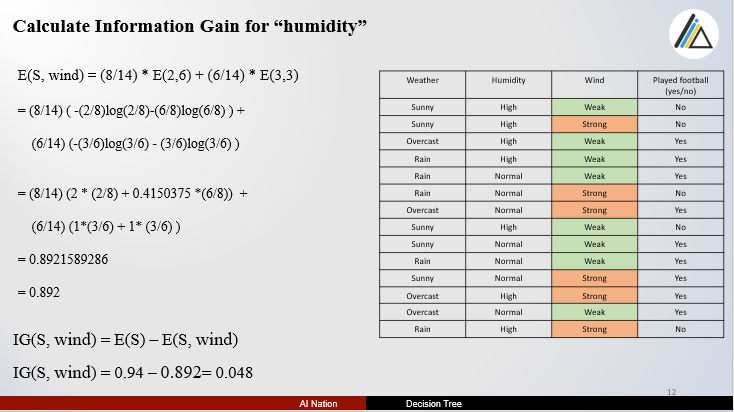 Calculate Information Gain for “humidity”
E(S, wind) = (8/14) * E(2,6) + (6/14) * E(3,3)
= (8/14) ( -(2/8)log(2/8)-(6/8)log(6/8) ) +
(6/14) (-(3/6)log(3/6) - (3/6)log(3/6) )
= (8/14) (2 * (2/8) + 0.4150375 *(6/8)) +
(6/14) (1*(3/6) + 1* (3/6) )
= 0.8921589286
= 0.892
IG(S, wind) = E(S) – E(S, wind)
IG(S, wind) = 0.94 – 0.892= 0.048
Weather Humidity Wind Played football
(yes/no)
Sunny High Weak No
Sunny High Strong No
Overcast High Weak Yes
Rain High Weak Yes
Rain Normal Weak Yes
Rain Normal Strong No
Overcast Normal Strong Yes
Sunny High Weak No
Sunny Normal Weak Yes
Rain Normal Weak Yes
Sunny Normal Strong Yes
Overcast High Strong Yes
Overcast Normal Weak Yes
Rain High Strong No
12
AI Nation Decision Tree